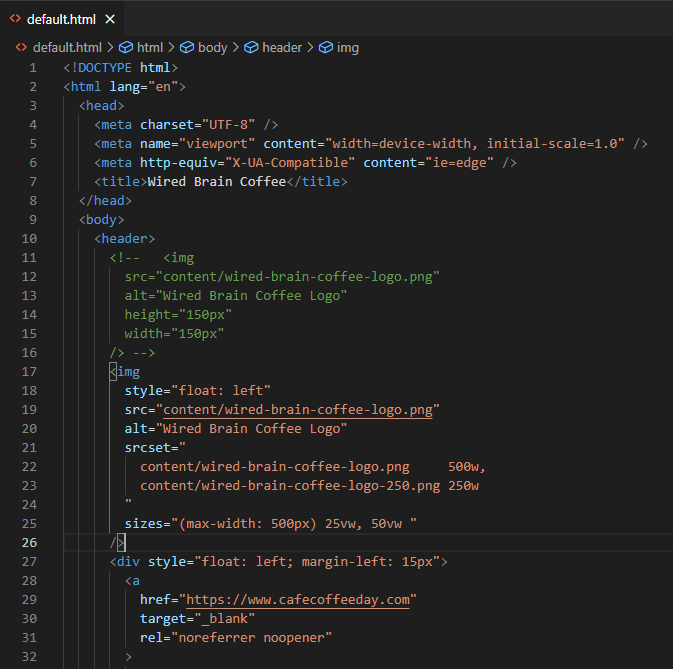 default.html
default.html > html > body > header > img
1 <!DOCTYPE html>
2 <html lang="en">
3 <head>
4 <meta charset="UTF-8" />
5 <meta name="viewport" content="width=device-width, initial-scale=1.0" />
6 <meta http-equiv="X-UA-Compatible" content="ie=edge" />
7 <title>Wired Brain Coffee</title>
8 </head>
9 <body>
10 <header>
11 <!--   <img
12 src="content/wired-brain-coffee-logo.png"
13 alt="Wired Brain Coffee Logo"
14 height="150px"
15 width="150px"
16 /> -->
17 <img
18 style="float: left"
19 src="content/wired-brain-coffee-logo.png"
20 alt="Wired Brain Coffee Logo"
21 srcset="
22 content/wired-brain-coffee-logo.png     500w,
23 content/wired-brain-coffee-logo-250.png 250w
24 "
25 sizes="(max-width: 500px) 25vw, 50vw "
26 />
27 <div style="float: left; margin-left: 15px">
28 <a
29 href="https://www.cafecoffeeday.com"
30 target="_blank"
31 rel="noreferrer noopener"
32 >